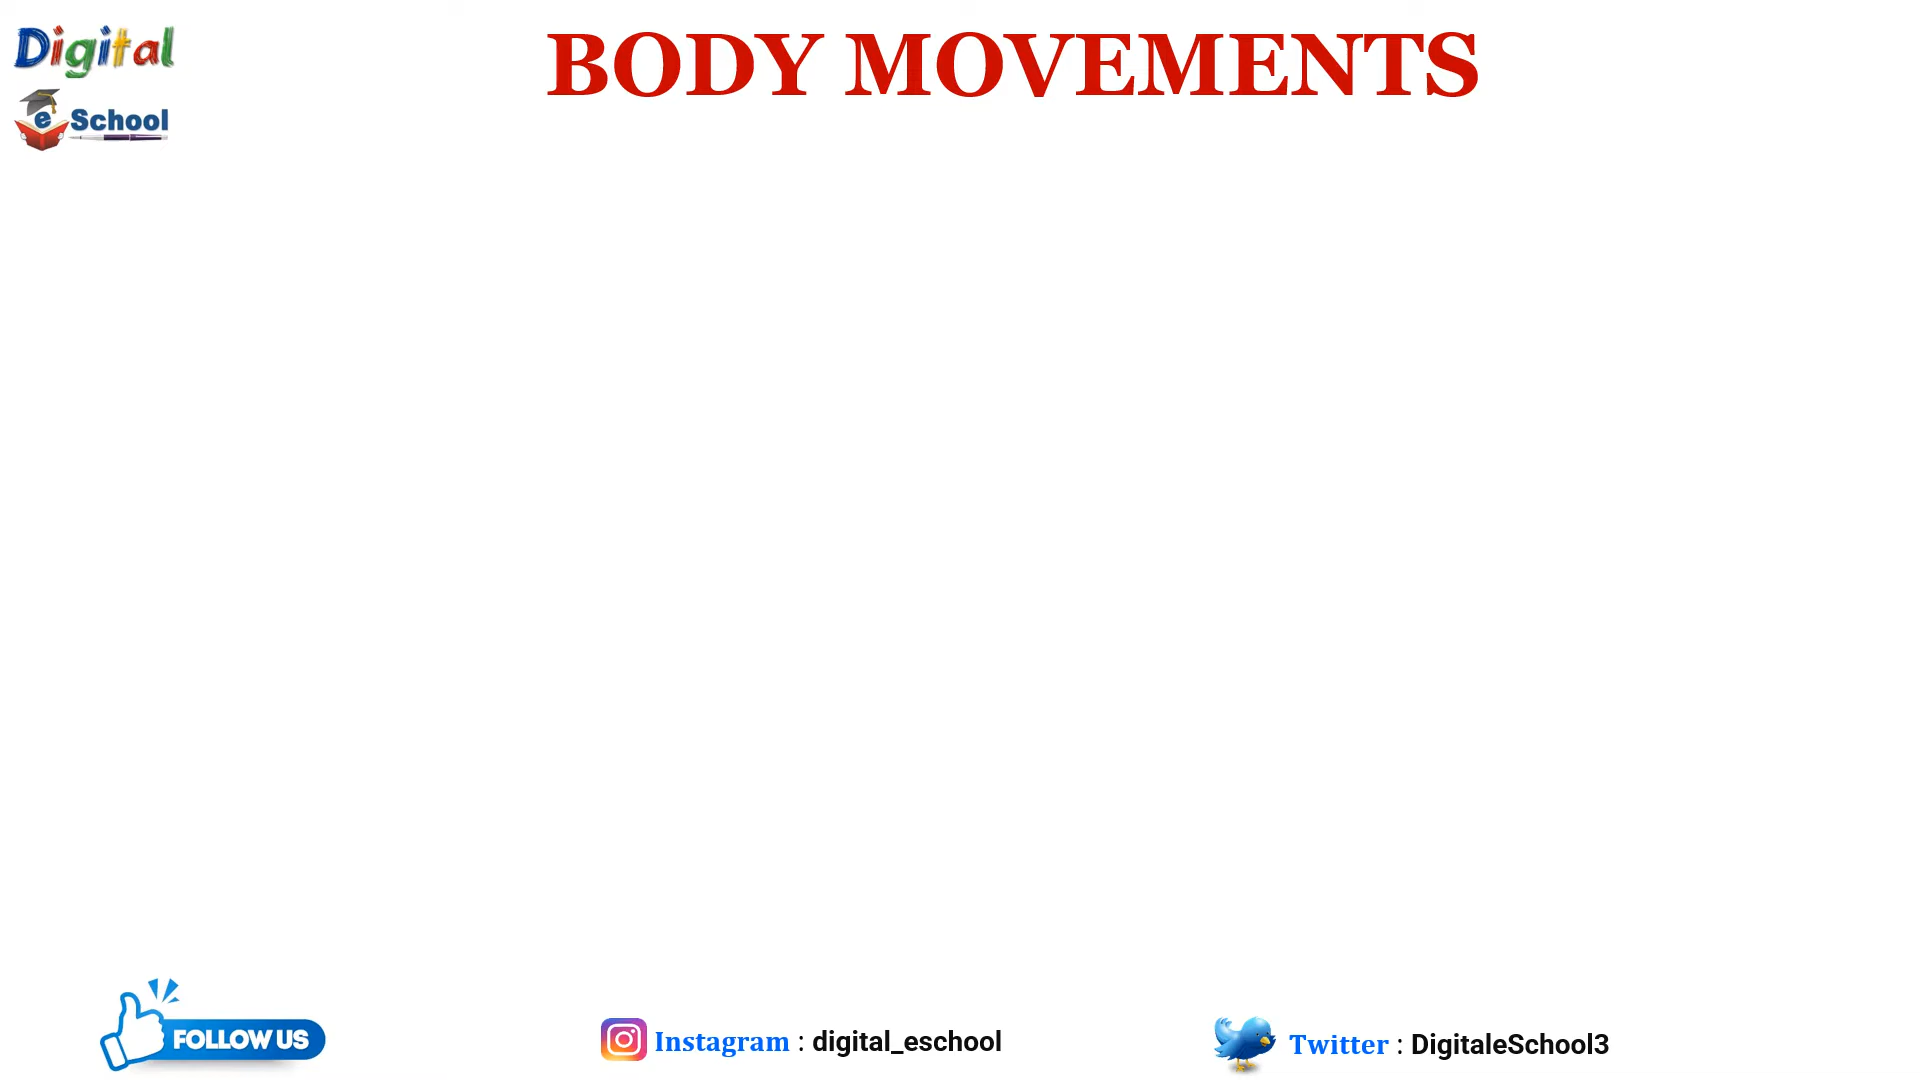 Digital
BODY MOVEMENTS
e School
FOLLOW US
Instagram : digital_eschool
Twitter : DigitaleSchool3